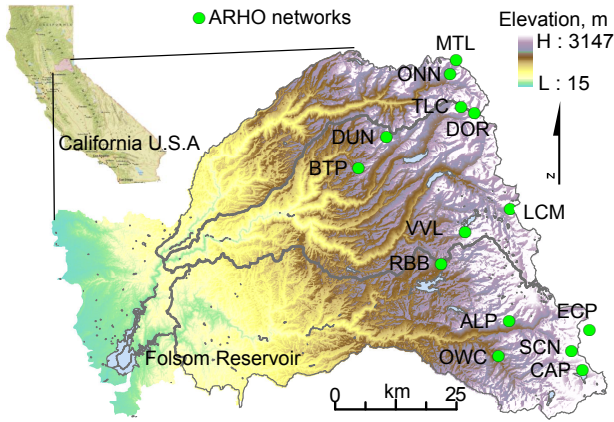 ARHO networks
Elevation, m
H : 3147
L : 15
MTL
ONN
TLC
DOR
DUN
BTP
California U.S.A
z
LCM
VVL
RBB
ECP
ALP
SCN
OWC
CAP
Folsom Reservoir
km
0 25